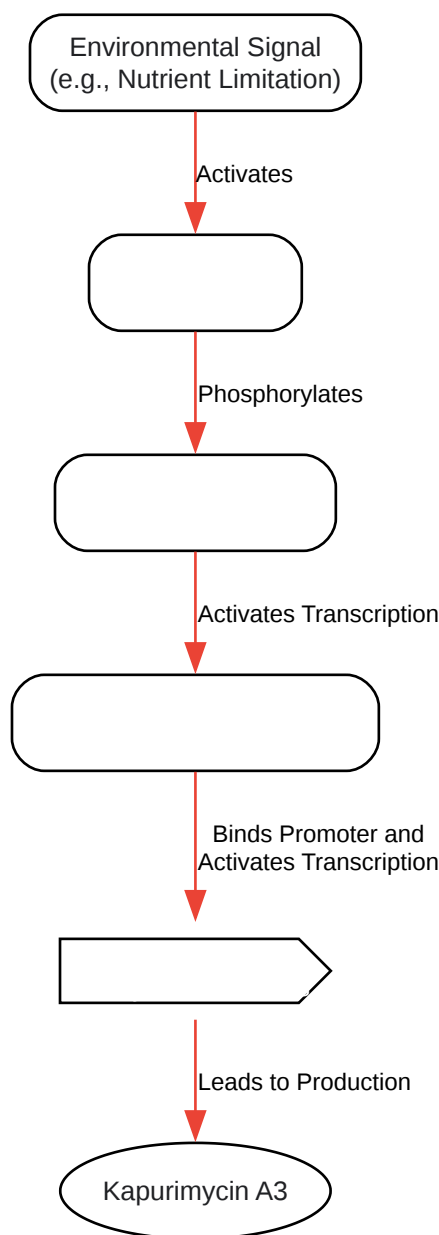 Environmental Signal
(e.g., Nutrient Limitation)
Activates
Phosphorylates
Activates Transcription
Binds Promoter and
Activates Transcription
Leads to Production
Kapurimycin A3